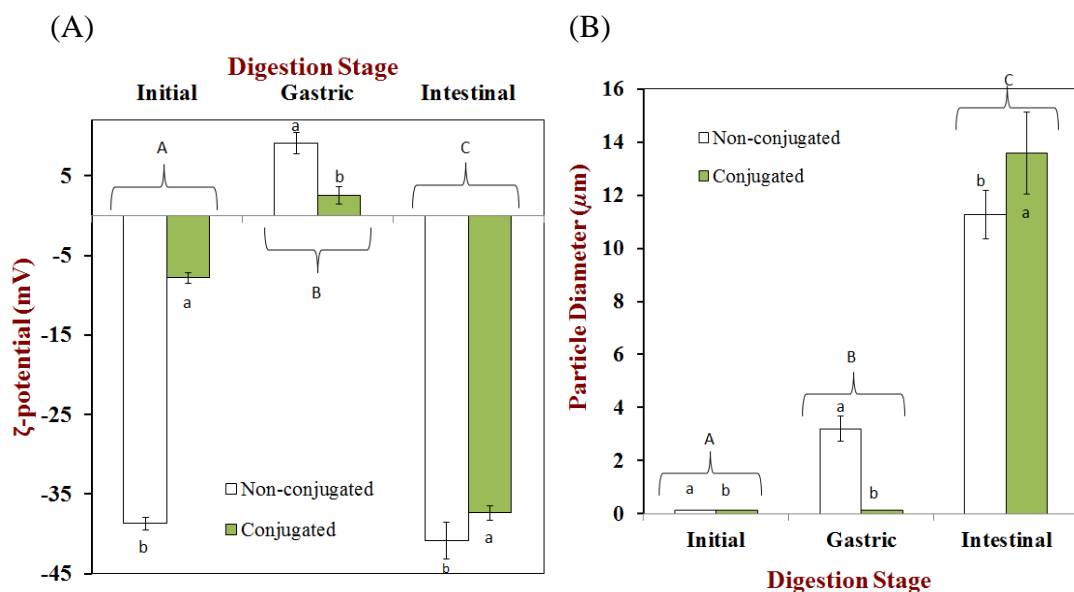 (A)
Digestion Stage
Initial Gastric Intestinal
5
-5
-15
-25
-35
-45
ζ-potential (mV)
A
a
b
B
C
b
a
b
a
Non-conjugated
Conjugated
(B)
16
14
12
10
8
6
4
2
0
Particle Diameter (μm)
Non-conjugated
Conjugated
A
a b
B
a
b
C
b
a
Initial Gastric Intestinal
Digestion Stage